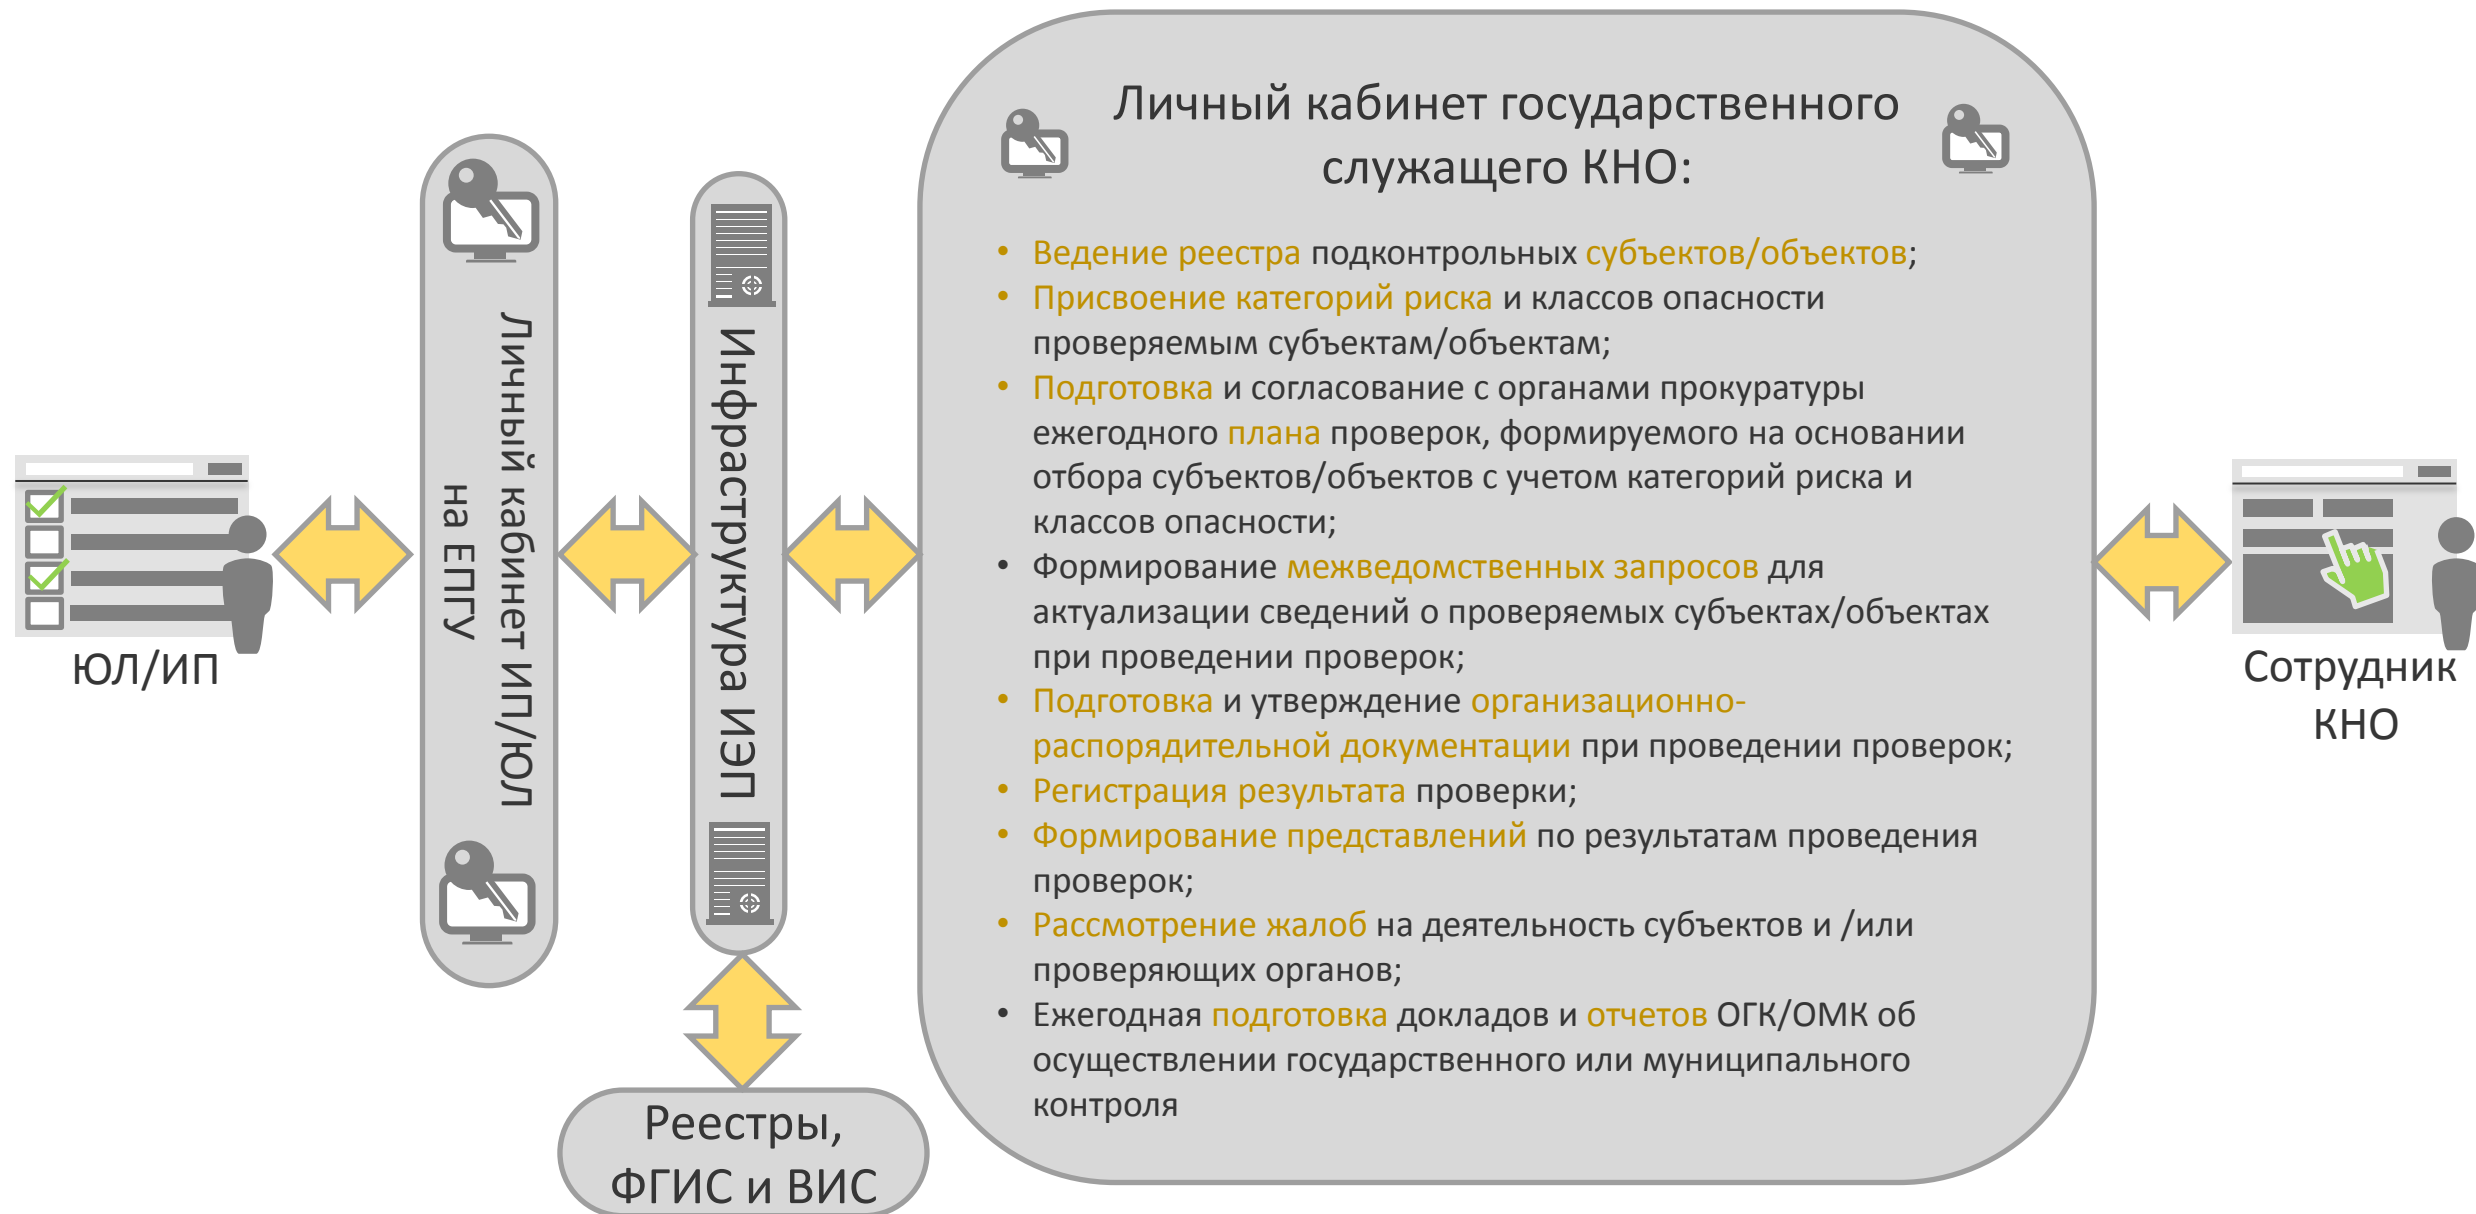 ЮЛ/ИП
Личный кабинет ИП/ЮЛ
на ЕПГУ
Инфраструктура ИЭП
Реестры,
ФГИС и ВИС
Личный кабинет государственного
служащего КНО:
• Ведение реестра подконтрольных субъектов/объектов;
• Присвоение категорий риска и классов опасности
проверяемым субъектам/объектам;
• Подготовка и согласование с органами прокуратуры
ежегодного плана проверок, формируемого на основании
отбора субъектов/объектов с учетом категорий риска и
классов опасности;
• Формирование межведомственных запросов для
актуализации сведений о проверяемых субъектах/объектах
при проведении проверок;
• Подготовка и утверждение организационно-
распорядительной документации при проведении проверок;
• Регистрация результата проверки;
• Формирование представлений по результатам проведения
проверок;
• Рассмотрение жалоб на деятельность субъектов и /или
проверяющих органов;
• Ежегодная подготовка докладов и отчетов ОГК/ОМК об
осуществлении государственного или муниципального
контроля
Сотрудник
КНО